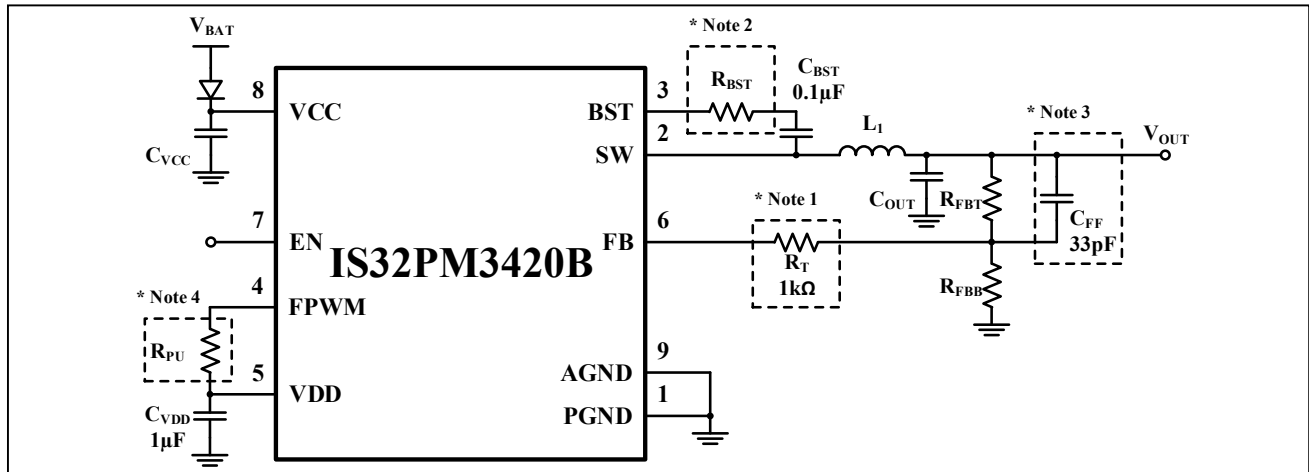 V_BAT
* Note 2
R_BST
C_BST
0.1µF
8
VCC
3
BST
2
SW
L₁
* Note 3
V_OUT
C_VCC
C_OUT
R_FBT
C_FF
33pF
7
EN
IS32PM3420B
6
FB
* Note 1
R_T
1kΩ
R_FBB
* Note 4
4
FPWM
R_PU
5
VDD
9
AGND
1
PGND
C_VDD
1µF